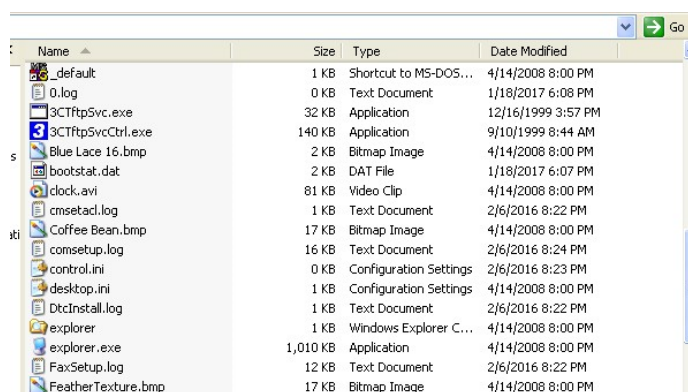 Go
Name Size Type Date Modified
_default 1 KB Shortcut to MS-DOS... 4/14/2008 8:00 PM
0.log 0 KB Text Document 1/18/2017 6:08 PM
3CTftpSvc.exe 32 KB Application 12/16/1999 3:57 PM
3CTftpSvcCtrl.exe 140 KB Application 9/10/1999 8:44 AM
Blue Lace 16.bmp 2 KB Bitmap Image 4/14/2008 8:00 PM
bootstat.dat 2 KB DAT File 1/18/2017 6:07 PM
clock.avi 81 KB Video Clip 4/14/2008 8:00 PM
cmsetacl.log 1 KB Text Document 2/6/2016 8:22 PM
Coffee Bean.bmp 17 KB Bitmap Image 4/14/2008 8:00 PM
comsetup.log 16 KB Text Document 2/6/2016 8:24 PM
control.ini 0 KB Configuration Settings 2/6/2016 8:23 PM
desktop.ini 1 KB Configuration Settings 4/14/2008 8:00 PM
DtcInstall.log 1 KB Text Document 2/6/2016 8:22 PM
explorer 1 KB Windows Explorer C... 4/14/2008 8:00 PM
explorer.exe 1,010 KB Application 4/14/2008 8:00 PM
FaxSetup.log 12 KB Text Document 2/6/2016 8:22 PM
FeatherTexture.bmp 17 KB Bitmap Image 4/14/2008 8:00 PM